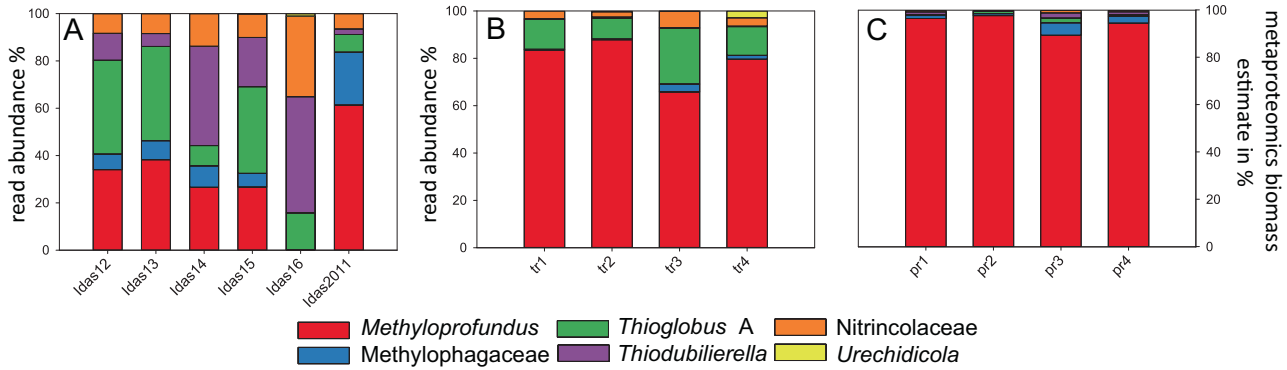 A
read abundance %
100
80
60
40
20
0
Idas12
Idas13
Idas14
Idas15
Idas16
Idas2011
B
read abundance %
100
80
60
40
20
0
tr1
tr2
tr3
tr4
C
100
80
60
40
20
0
metaproteomics biomass
estimate in %
pr1
pr2
pr3
pr4
Methyloprofundus
Thioglobus A
Nitrincolaceae
Methylophagaceae
Thiodubilierella
Urechidicola